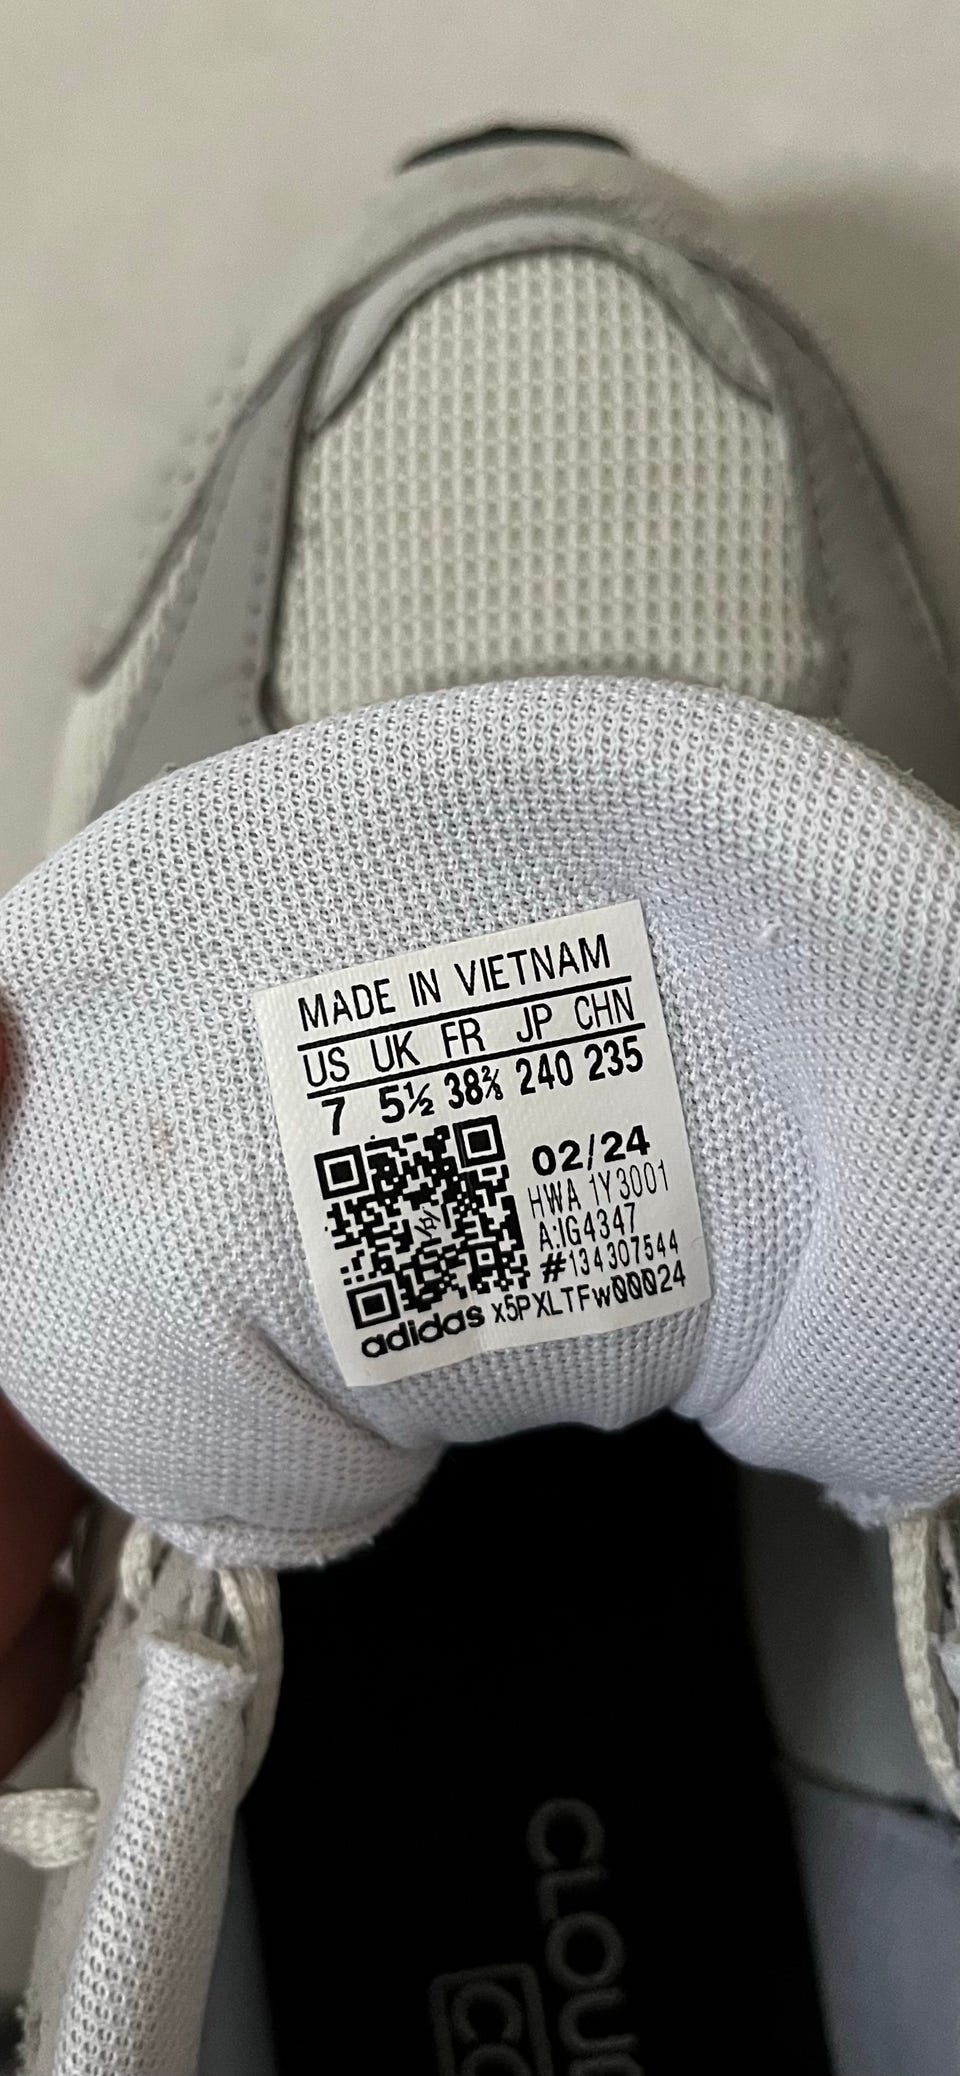 MADE IN VIETNAM
US UK FR JP CHN
7 5½ 38⅔ 240 235
02/24
HWA 1Y3001
A:IG4347
#134307544
adidas x5PXLTFw00024